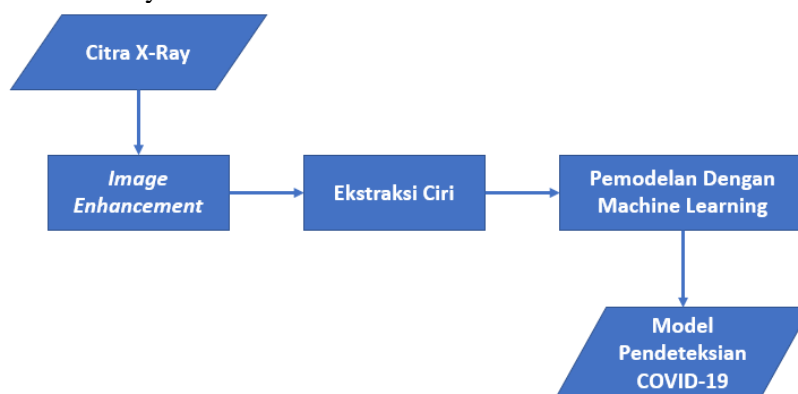 Citra X-Ray
Image
Enhancement
Ekstraksi Ciri
Pemodelan Dengan
Machine Learning
Model
Pendeteksian
COVID-19